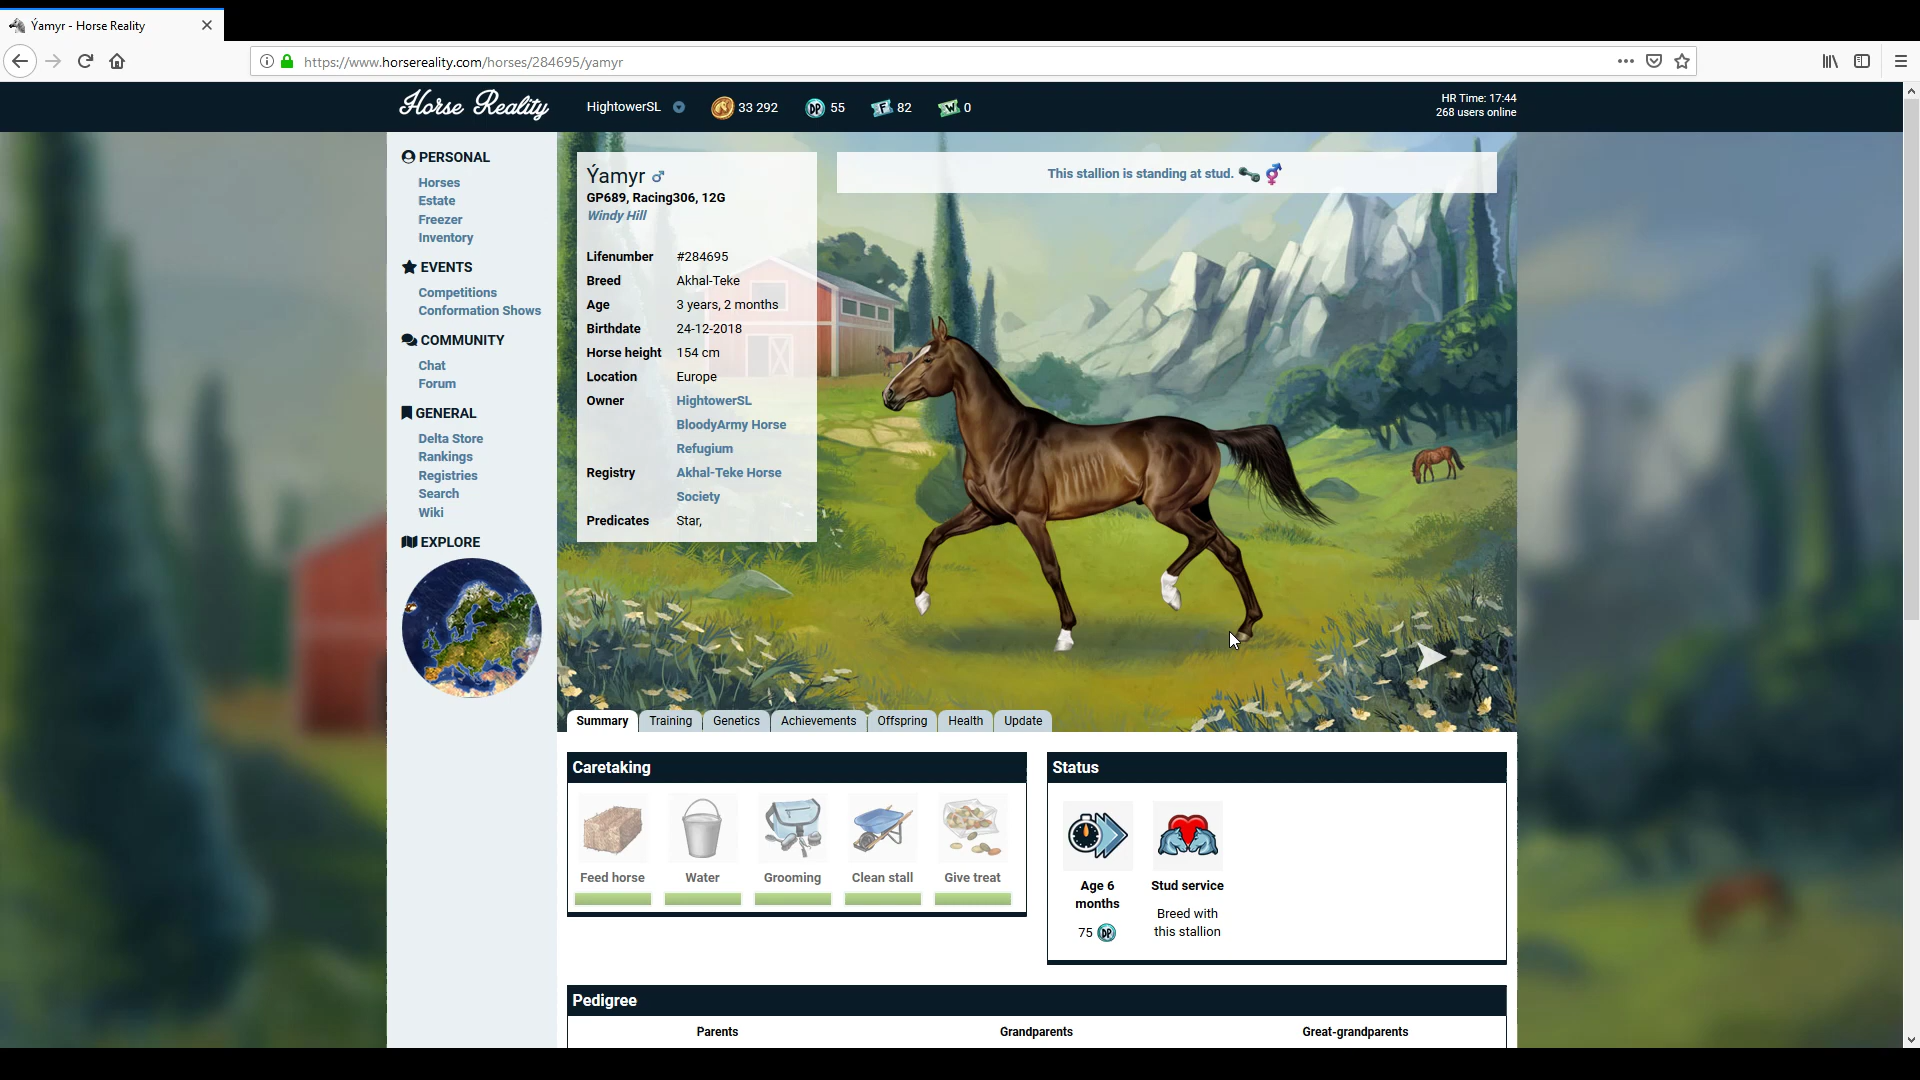 Ýamyr - Horse Reality
https://www.horsereality.com/horses/284695/yamyr
Horse Reality
HightowerSL
33 292
DP 55
F 82
W 0
HR Time: 17:44
268 users online
PERSONAL
Horses
Estate
Freezer
Inventory
EVENTS
Competitions
Conformation Shows
COMMUNITY
Chat
Forum
GENERAL
Delta Store
Rankings
Registries
Search
Wiki
EXPLORE
Ýamyr ♂
GP689, Racing306, 12G
Windy Hill
Lifenumber #284695
Breed Akhal-Teke
Age 3 years, 2 months
Birthdate 24-12-2018
Horse height 154 cm
Location Europe
Owner HightowerSL
BloodyArmy Horse
Refugium
Registry Akhal-Teke Horse
Society
Predicates Star,
This stallion is standing at stud.
Summary Training Genetics Achievements Offspring Health Update
Caretaking
Feed horse Water Grooming Clean stall Give treat
Status
Age 6
months
75 DP
Stud service
Breed with
this stallion
Pedigree
Parents Grandparents Great-grandparents